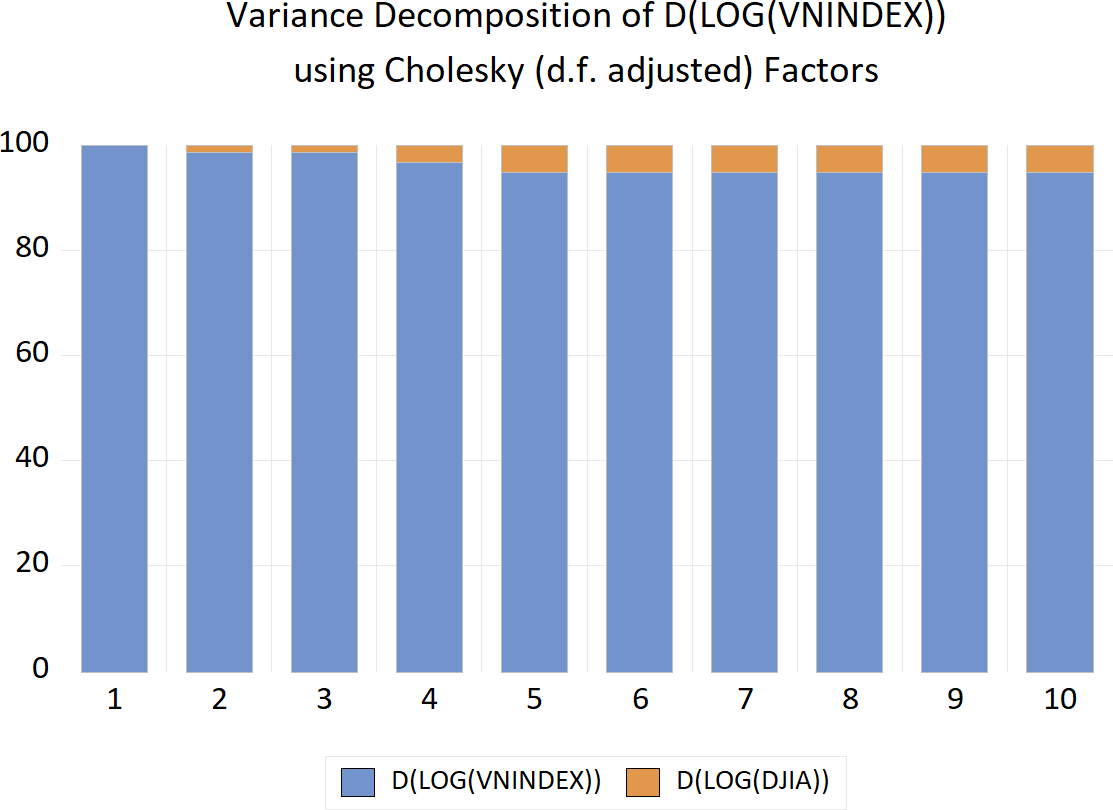 Variance Decomposition of D(LOG(VNINDEX))
using Cholesky (d.f. adjusted) Factors
100
80
60
40
20
0
1 2 3 4 5 6 7 8 9 10
D(LOG(VNINDEX)) D(LOG(DJIA))